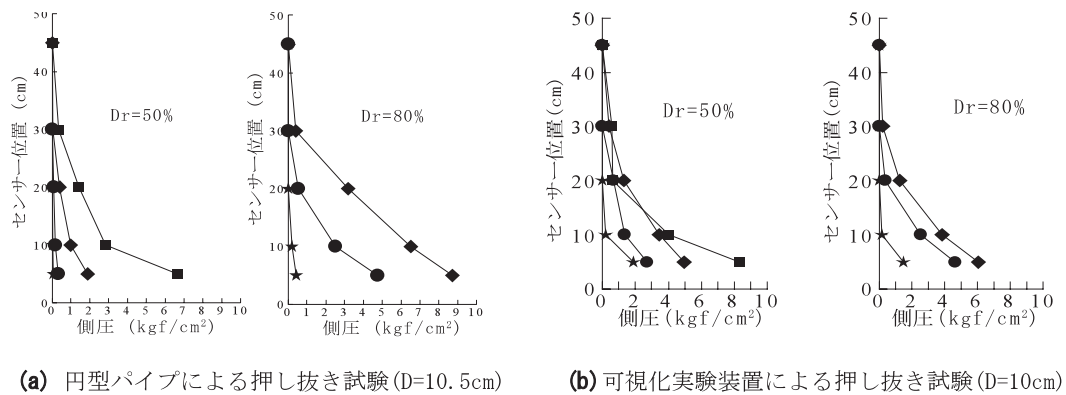 50
40
30
20
10
0
センサー位置 (cm)
Dr=50%
0 1 2 3 4 5 6 7 8 9 10
側圧 (kgf/cm²)
50
40
30
20
10
0
センサー位置 (cm)
Dr=80%
0 1 2 3 4 5 6 7 8 9 10
側圧 (kgf/cm²)
50
40
30
20
10
0
センサー位置(cm)
Dr=50%
0 2 4 6 8 10
側圧(kgf/cm²)
50
40
30
20
10
0
センサー位置(cm)
Dr=80%
0 2 4 6 8 10
側圧(kgf/cm²)
(a) 円型パイプによる押し抜き試験(D=10.5cm)
(b)可視化実験装置による押し抜き試験(D=10cm)